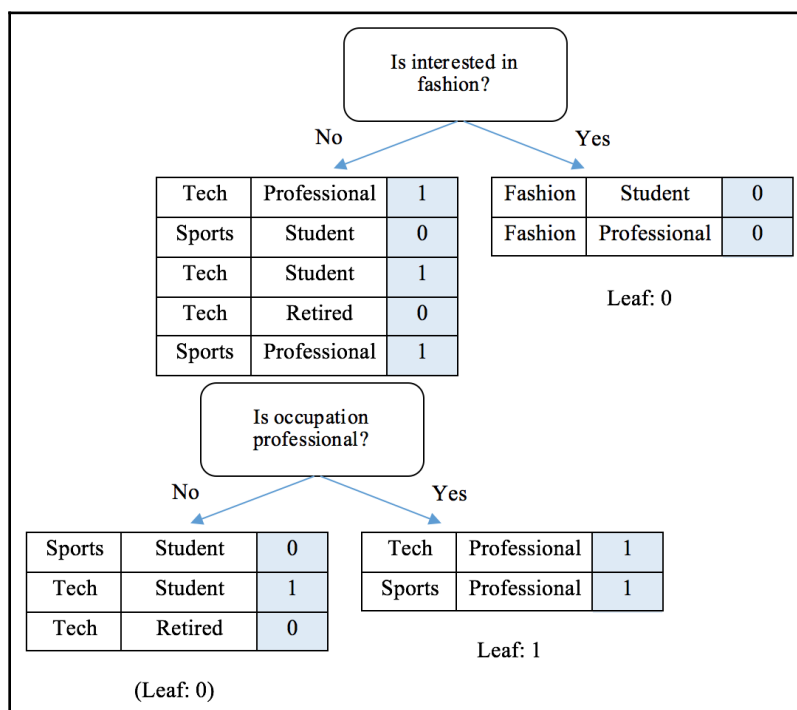 Is interested in
fashion?
No
Yes
Tech Professional 1
Sports Student 0
Tech Student 1
Tech Retired 0
Sports Professional 1
Fashion Student 0
Fashion Professional 0
Leaf: 0
Is occupation
professional?
No
Yes
Sports Student 0
Tech Student 1
Tech Retired 0
(Leaf: 0)
Tech Professional 1
Sports Professional 1
Leaf: 1